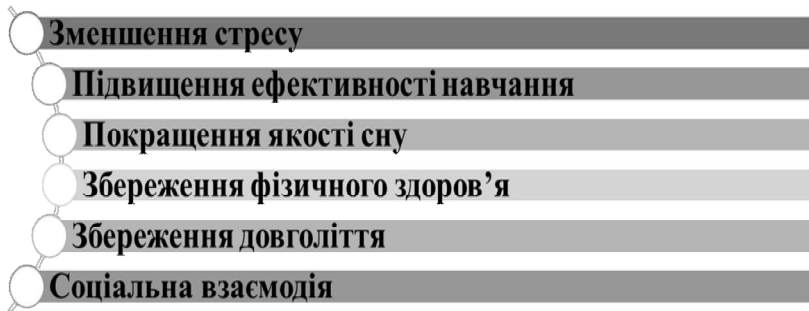 Зменшення стресу
Підвищення ефективності навчання
Покращення якості сну
Збереження фізичного здоров’я
Збереження довголіття
Соціальна взаємодія